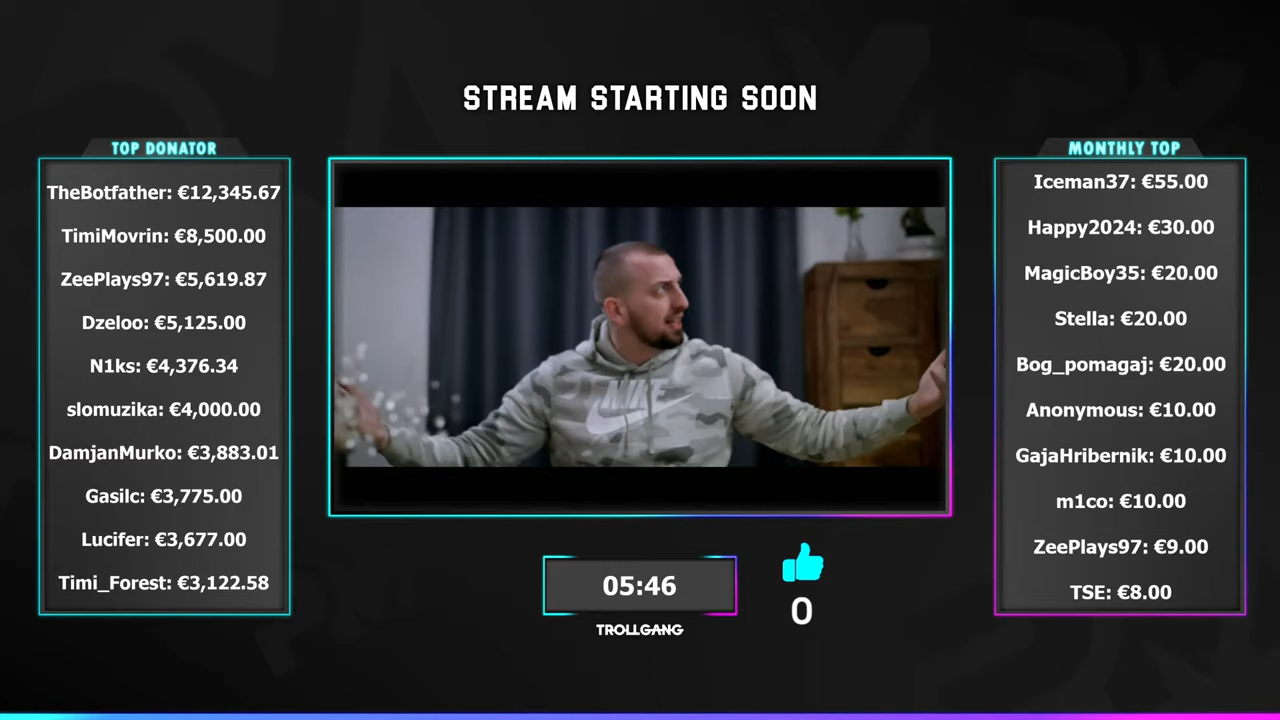 STREAM STARTING SOON
TOP DONATOR
TheBotfather: €12,345.67
TimiMovrin: €8,500.00
ZeePlays97: €5,619.87
Dzeloo: €5,125.00
N1ks: €4,376.34
slomuzika: €4,000.00
DamjanMurko: €3,883.01
Gasilc: €3,775.00
Lucifer: €3,677.00
Timi_Forest: €3,122.58
NIKE
05:46
TROLLGANG
0
MONTHLY TOP
Iceman37: €55.00
Happy2024: €30.00
MagicBoy35: €20.00
Stella: €20.00
Bog_pomagaj: €20.00
Anonymous: €10.00
GajaHribernik: €10.00
m1co: €10.00
ZeePlays97: €9.00
TSE: €8.00